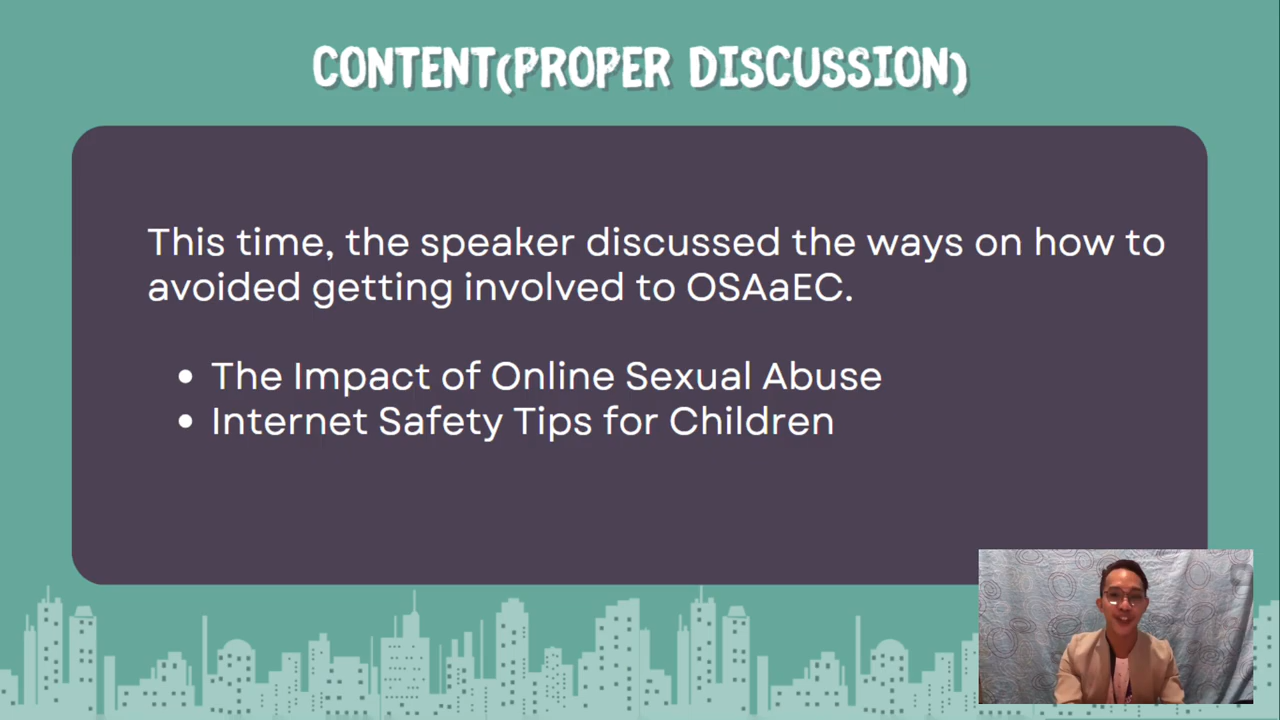 CONTENT(PROPER DISCUSSION)
This time, the speaker discussed the ways on how to
avoided getting involved to OSAaEC.
• The Impact of Online Sexual Abuse
• Internet Safety Tips for Children